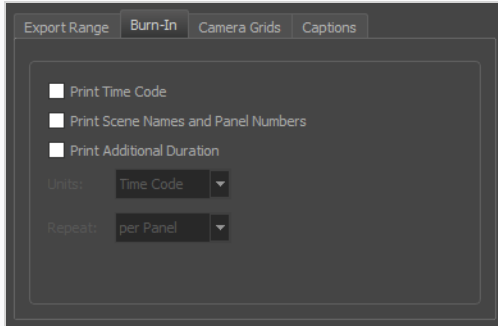 Export Range Burn-In Camera Grids Captions
Print Time Code
Print Scene Names and Panel Numbers
Print Additional Duration
Units: Time Code
Repeat: per Panel